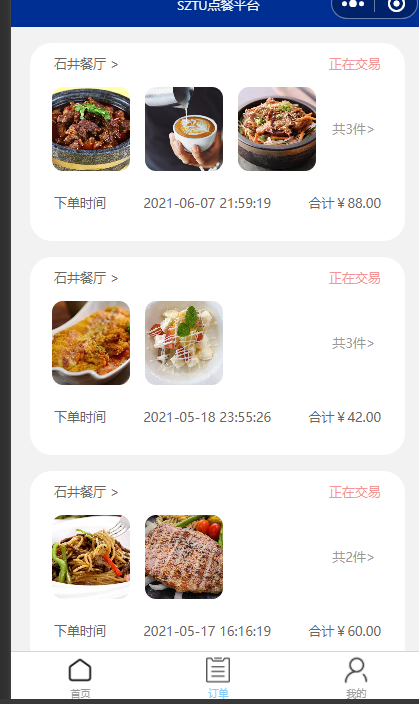 SZTU点餐平台
石井餐厅 >
正在交易
共3件>
下单时间 2021-06-07 21:59:19 合计￥88.00
石井餐厅 >
正在交易
共3件>
下单时间 2021-05-18 23:55:26 合计￥42.00
石井餐厅 >
正在交易
共2件>
下单时间 2021-05-17 16:16:19 合计￥60.00
首页 订单 我的